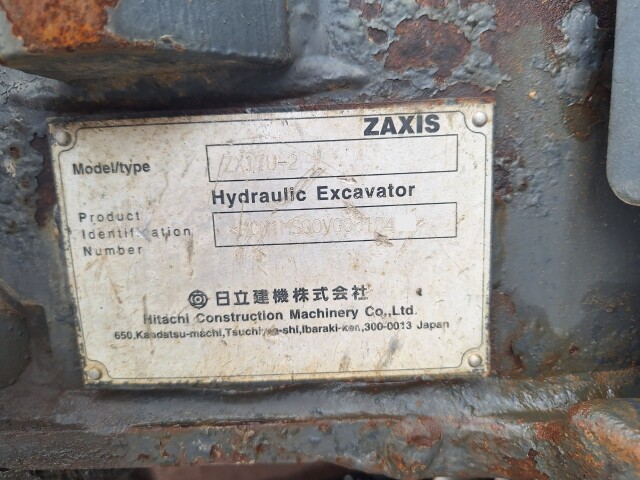 ZAXIS
Model/type
Hydraulic Excavator
Product
Identification
Number
日立建機株式会社
Hitachi Construction Machinery Co.,Ltd.
650,Kandatsu-machi,Tsuchiura-shi,Ibaraki-ken,300-0013 Japan